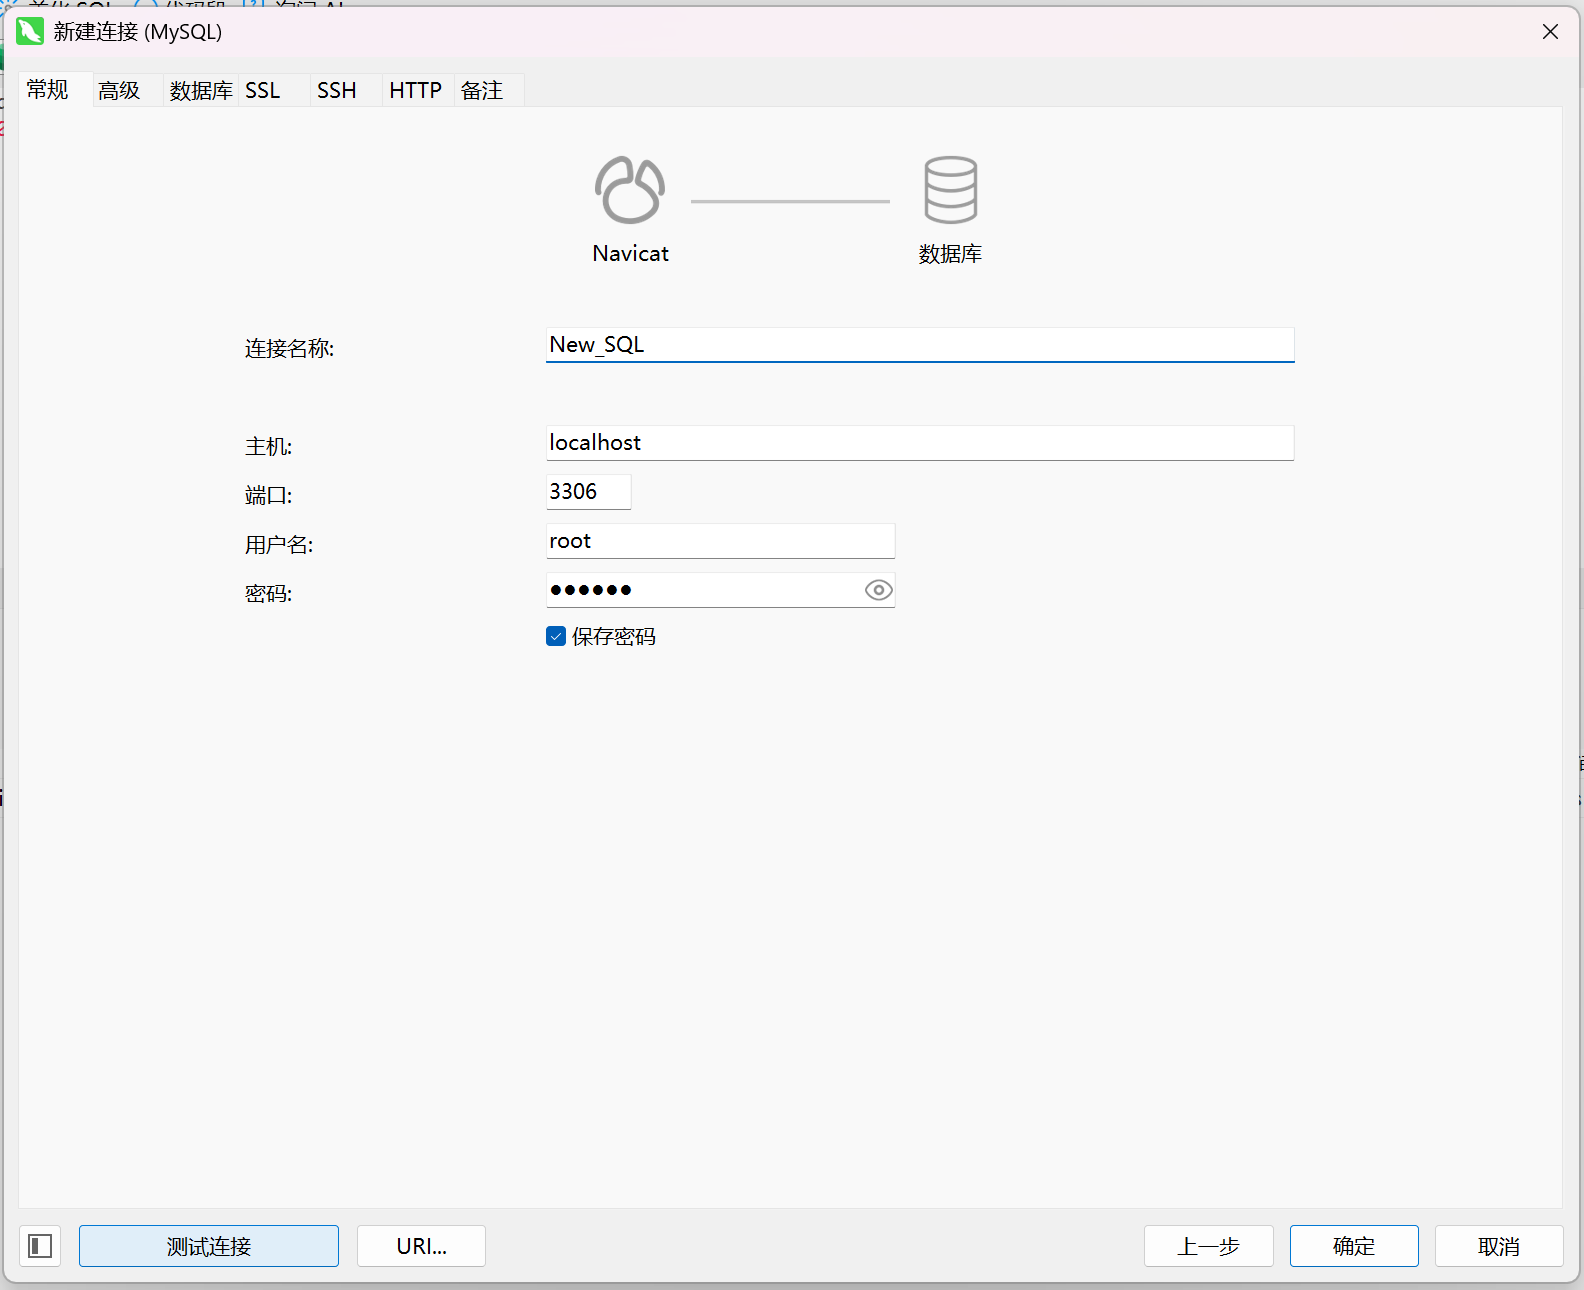 新建连接 (MySQL)
常规 高级 数据库 SSL SSH HTTP 备注
Navicat 数据库
连接名称: New_SQL
主机: localhost
端口: 3306
用户名: root
密码: ●●●●●●
保存密码
测试连接 URI... 上一步 确定 取消